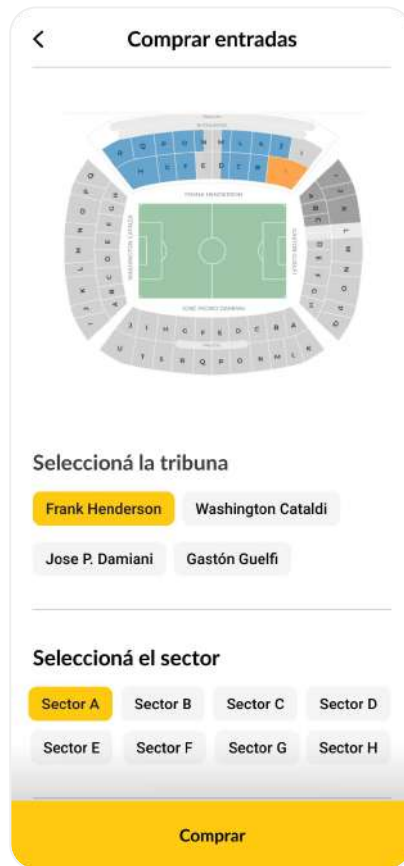 Comprar entradas
FRANK HENDERSON
WASHINGTON CATALDI
GASTÓN GUELFI
JOSÉ PEDRO DAMIANI
J I H G F E D C B A
U T S R Q P O N M L K
Seleccioná la tribuna
Frank Henderson Washington Cataldi
Jose P. Damiani Gastón Guelfi
Seleccioná el sector
Sector A Sector B Sector C Sector D
Sector E Sector F Sector G Sector H
Comprar